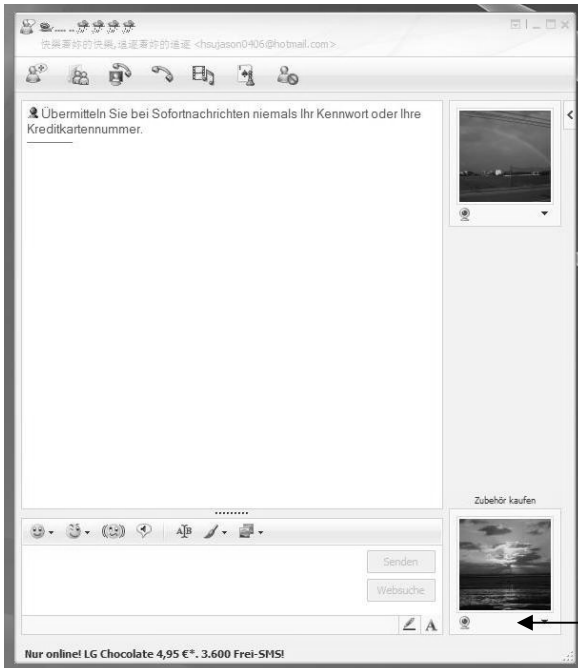 快樂著妳的快樂,追逐著妳的追逐 <hsujason0406@hotmail.com>
Übermitteln Sie bei Sofortnachrichten niemals Ihr Kennwort oder Ihre
Kreditkartennummer.
Zubehör kaufen
Senden
Websuche
Nur online! LG Chocolate 4,95 €*. 3.600 Frei-SMS!